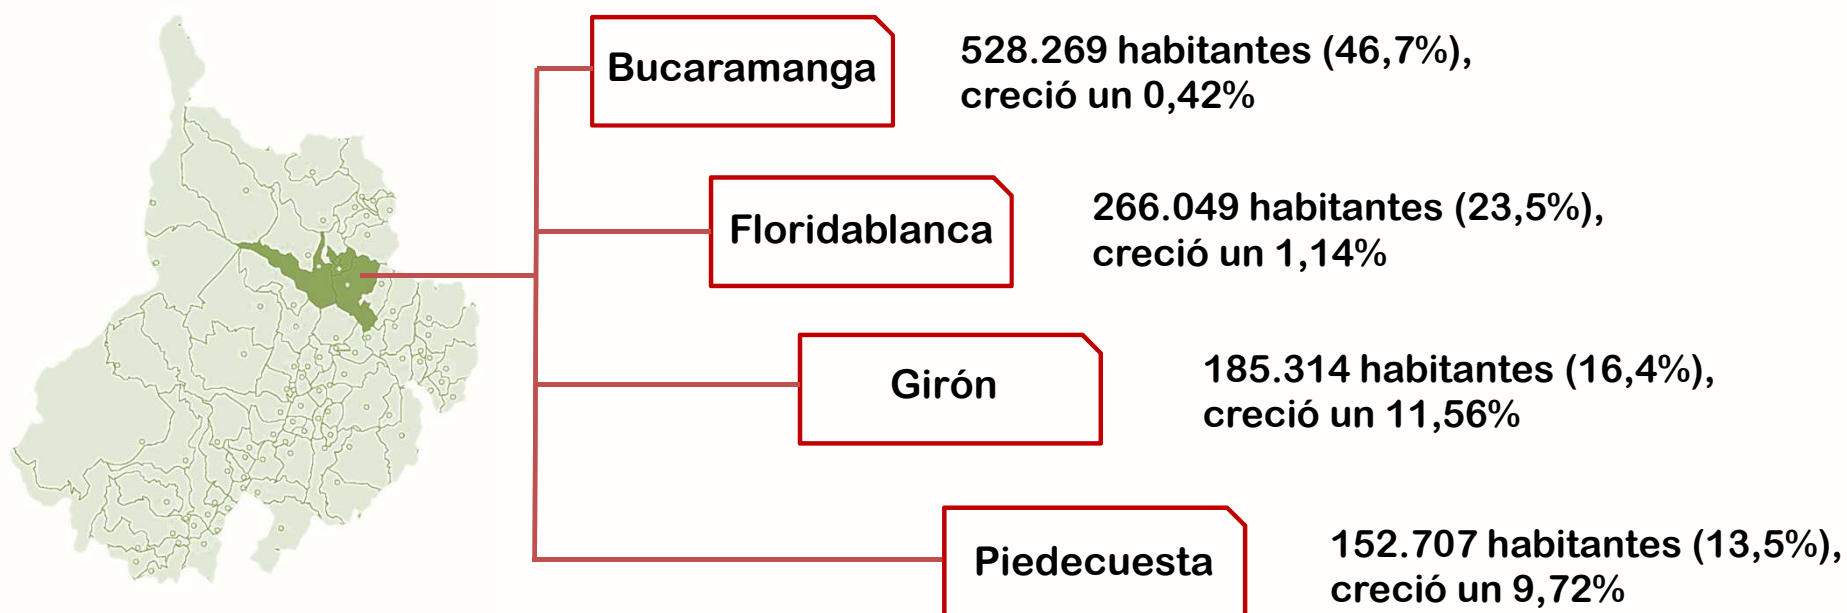 Bucaramanga
528.269 habitantes (46,7%),
creció un 0,42%
Floridablanca
266.049 habitantes (23,5%),
creció un 1,14%
Girón
185.314 habitantes (16,4%),
creció un 11,56%
Piedecuesta
152.707 habitantes (13,5%),
creció un 9,72%